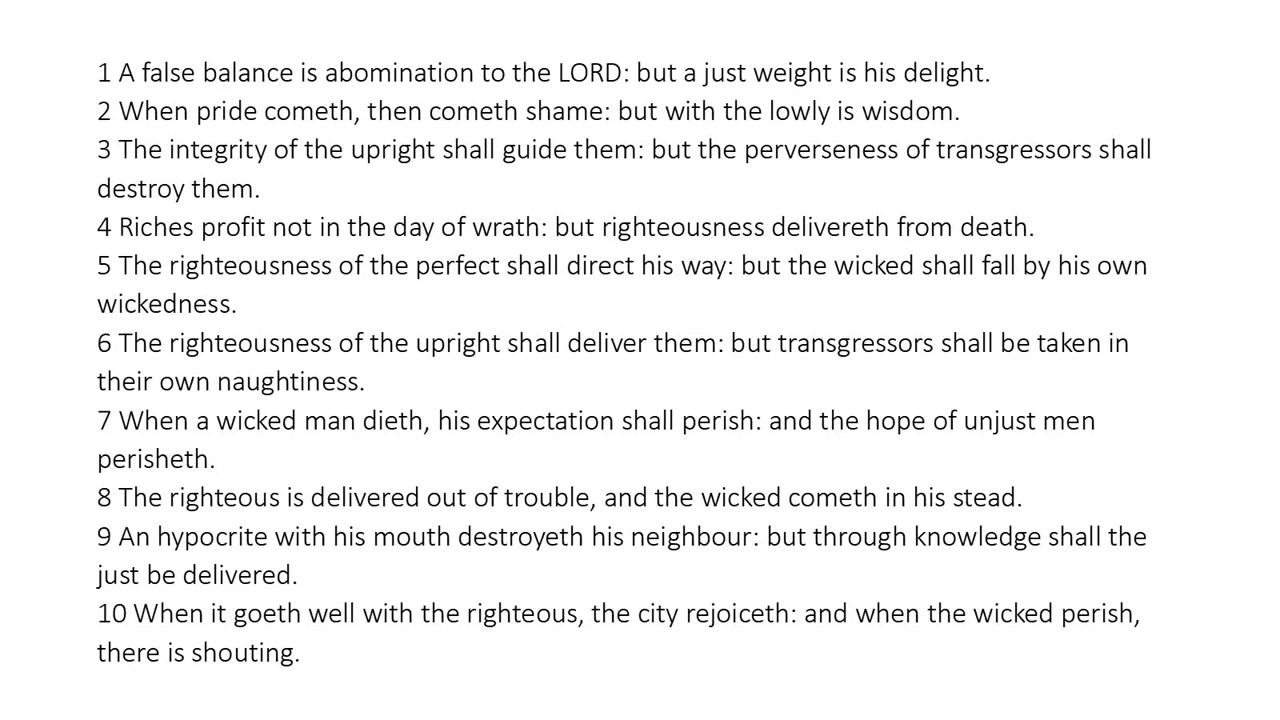 1 A false balance is abomination to the LORD: but a just weight is his delight.
2 When pride cometh, then cometh shame: but with the lowly is wisdom.
3 The integrity of the upright shall guide them: but the perverseness of transgressors shall
destroy them.
4 Riches profit not in the day of wrath: but righteousness delivereth from death.
5 The righteousness of the perfect shall direct his way: but the wicked shall fall by his own
wickedness.
6 The righteousness of the upright shall deliver them: but transgressors shall be taken in
their own naughtiness.
7 When a wicked man dieth, his expectation shall perish: and the hope of unjust men
perisheth.
8 The righteous is delivered out of trouble, and the wicked cometh in his stead.
9 An hypocrite with his mouth destroyeth his neighbour: but through knowledge shall the
just be delivered.
10 When it goeth well with the righteous, the city rejoiceth: and when the wicked perish,
there is shouting.